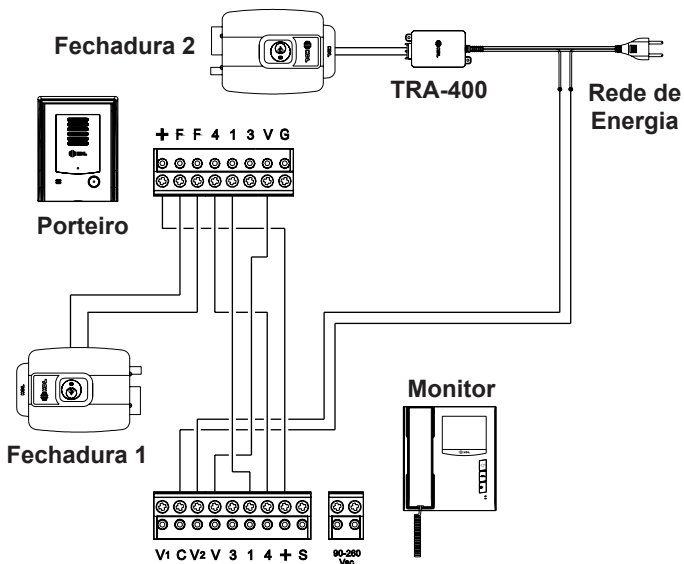 Fechadura 2
TRA-400
Rede de
Energia
+ F F 4 1 3 V G
Porteiro
Fechadura 1
Monitor
V1 C V2 V 3 1 4 + S
90-260
Vac